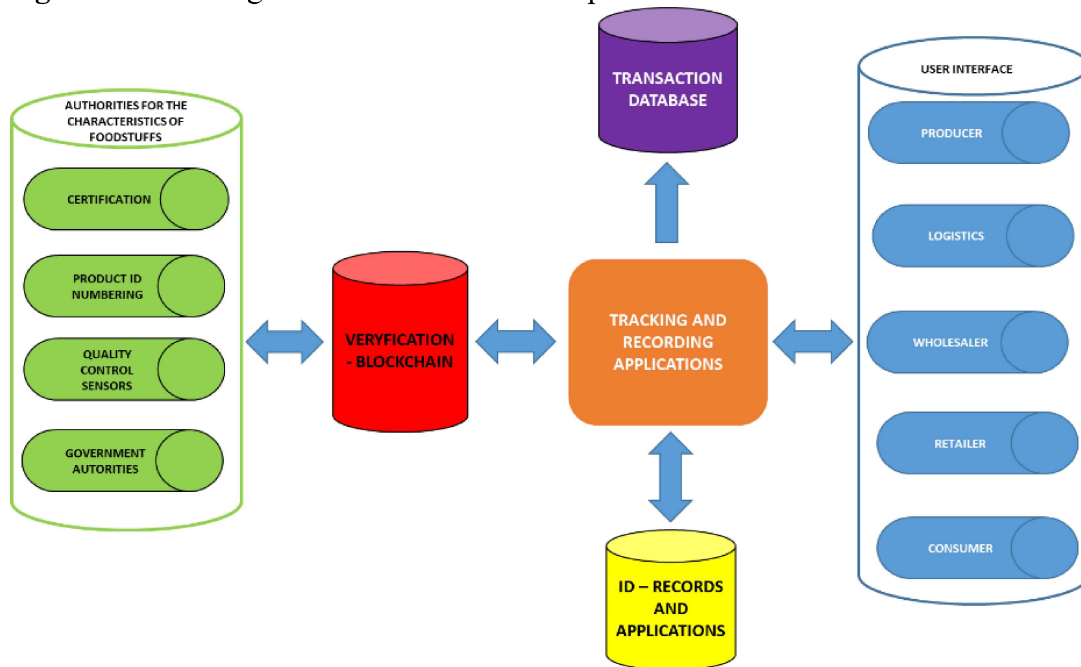 AUTHORITIES FOR THE
CHARACTERISTICS OF
FOODSTUFFS
CERTIFICATION
PRODUCT ID
NUMBERING
QUALITY
CONTROL
SENSORS
GOVERNMENT
AUTORITIES
VERYFICATION
- BLOCKCHAIN
TRANSACTION
DATABASE
TRACKING AND
RECORDING
APPLICATIONS
ID – RECORDS
AND
APPLICATIONS
USER INTERFACE
PRODUCER
LOGISTICS
WHOLESALER
RETAILER
CONSUMER